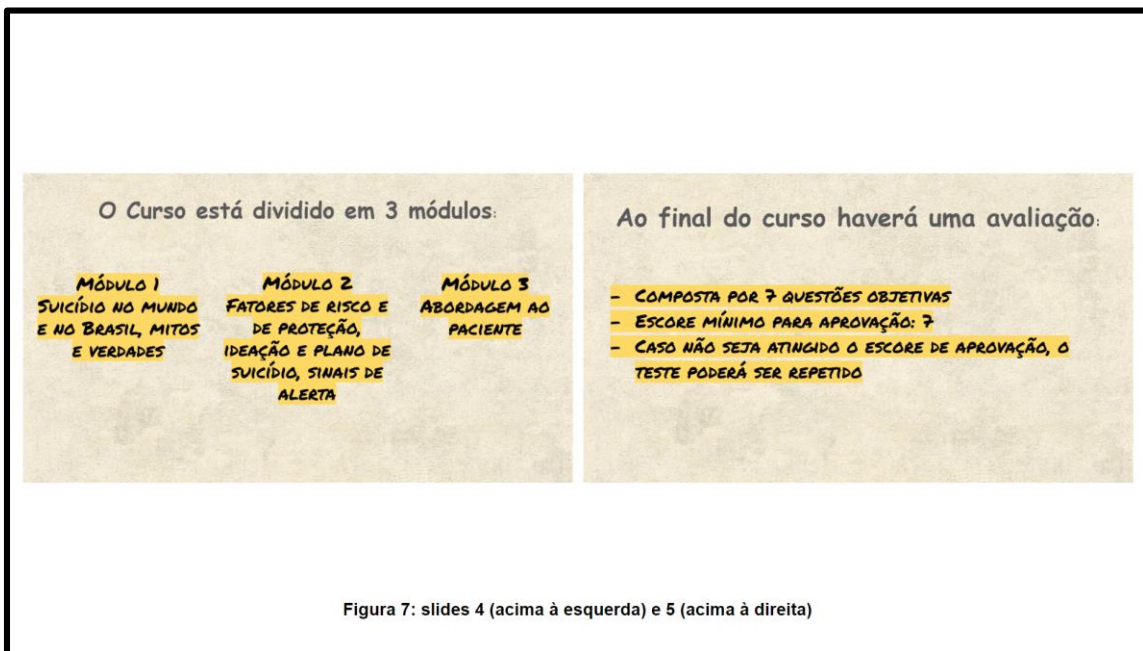 O Curso está dividido em 3 módulos:
MÓDULO 1
SUICÍDIO NO MUNDO
E NO BRASIL, MITOS
E VERDADES
MÓDULO 2
FATORES DE RISCO E
DE PROTEÇÃO,
IDEAÇÃO E PLANO DE
SUICÍDIO, SINAIS DE
ALERTA
MÓDULO 3
ABORDAGEM AO
PACIENTE
Ao final do curso haverá uma avaliação:
- COMPOSTA POR 7 QUESTÕES OBJETIVAS
- ESCORE MÍNIMO PARA APROVAÇÃO: 7
- CASO NÃO SEJA ATINGIDO O ESCORE DE APROVAÇÃO, O
TESTE PODERÁ SER REPETIDO
Figura 7: slides 4 (acima à esquerda) e 5 (acima à direita)